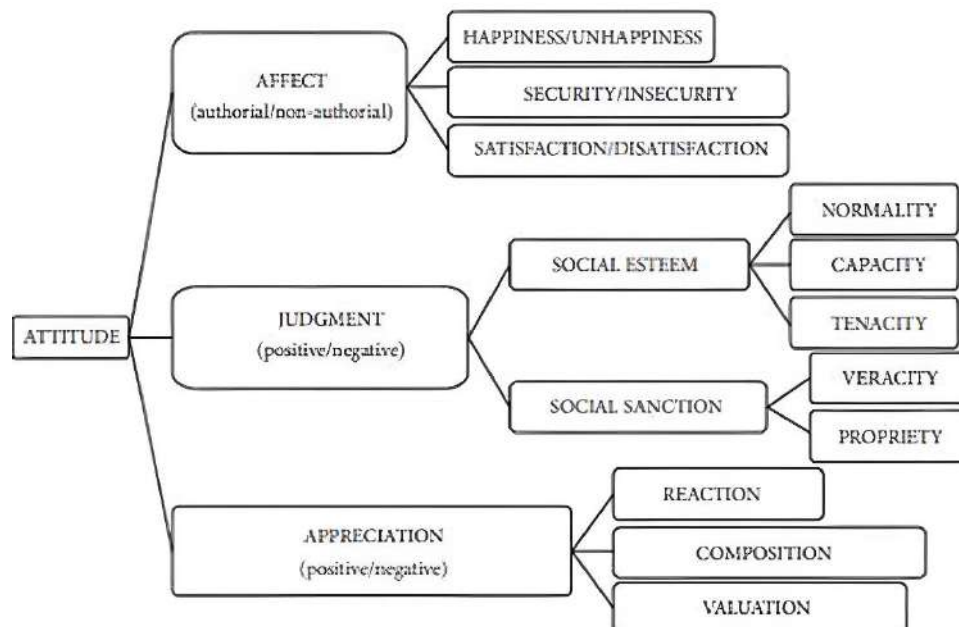 ATTITUDE
AFFECT
(authorial/non-authorial)
HAPPINESS/UNHAPPINESS
SECURITY/INSECURITY
SATISFACTION/DISATISFACTION
JUDGMENT
(positive/negative)
SOCIAL ESTEEM
NORMALITY
CAPACITY
TENACITY
SOCIAL SANCTION
VERACITY
PROPRIETY
APPRECIATION
(positive/negative)
REACTION
COMPOSITION
VALUATION